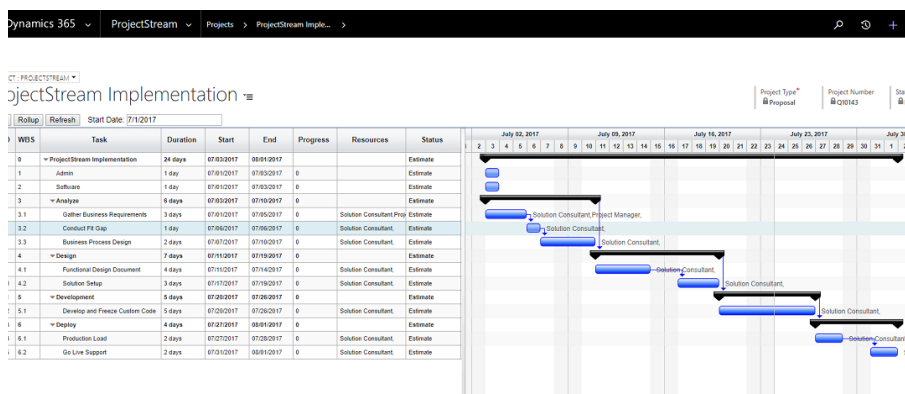 Dynamics 365 ProjectStream Projects > ProjectStream Imple... >
CT : PROJECTSTREAM
ojectStream Implementation
Project Type* Project Number Sta
Proposal Q10143
Rollup Refresh Start Date: 7/1/2017
WBS Task Duration Start End Progress Resources Status
July 02, 2017 July 09, 2017 July 16, 2017 July 23, 2017 July 30
2 3 4 5 6 7 8 9 10 11 12 13 14 15 16 17 18 19 20 21 22 23 24 25 26 27 28 29 30 31 1
0 ProjectStream Implementation 24 days 07/03/2017 08/01/2017 Estimate
1 Admin 1 day 07/01/2017 07/03/2017 0 Estimate
2 Software 1 day 07/01/2017 07/03/2017 0 Estimate
3 Analyze 6 days 07/03/2017 07/10/2017 0 Estimate
3.1 Gather Business Requirements 3 days 07/01/2017 07/05/2017 0 Solution Consultant,Proj Estimate Solution Consultant,Project Manager,
3.2 Conduct Fit Gap 1 day 07/06/2017 07/06/2017 0 Solution Consultant, Estimate Solution Consultant,
3.3 Business Process Design 2 days 07/07/2017 07/10/2017 0 Solution Consultant, Estimate Solution Consultant,
4 Design 7 days 07/11/2017 07/19/2017 0 Estimate
4.1 Functional Design Document 4 days 07/11/2017 07/14/2017 0 Solution Consultant, Estimate Solution Consultant,
4.2 Solution Setup 3 days 07/17/2017 07/19/2017 0 Solution Consultant, Estimate Solution Consultant,
5 Development 5 days 07/20/2017 07/26/2017 0 Estimate
5.1 Develop and Freeze Custom Code 5 days 07/20/2017 07/26/2017 0 Solution Consultant, Estimate Solution Consultant,
6 Deploy 4 days 07/27/2017 08/01/2017 0 Estimate
6.1 Production Load 2 days 07/27/2017 07/28/2017 0 Solution Consultant, Estimate Solution Consultant
6.2 Go Live Support 2 days 07/31/2017 08/01/2017 0 Solution Consultant, Estimate